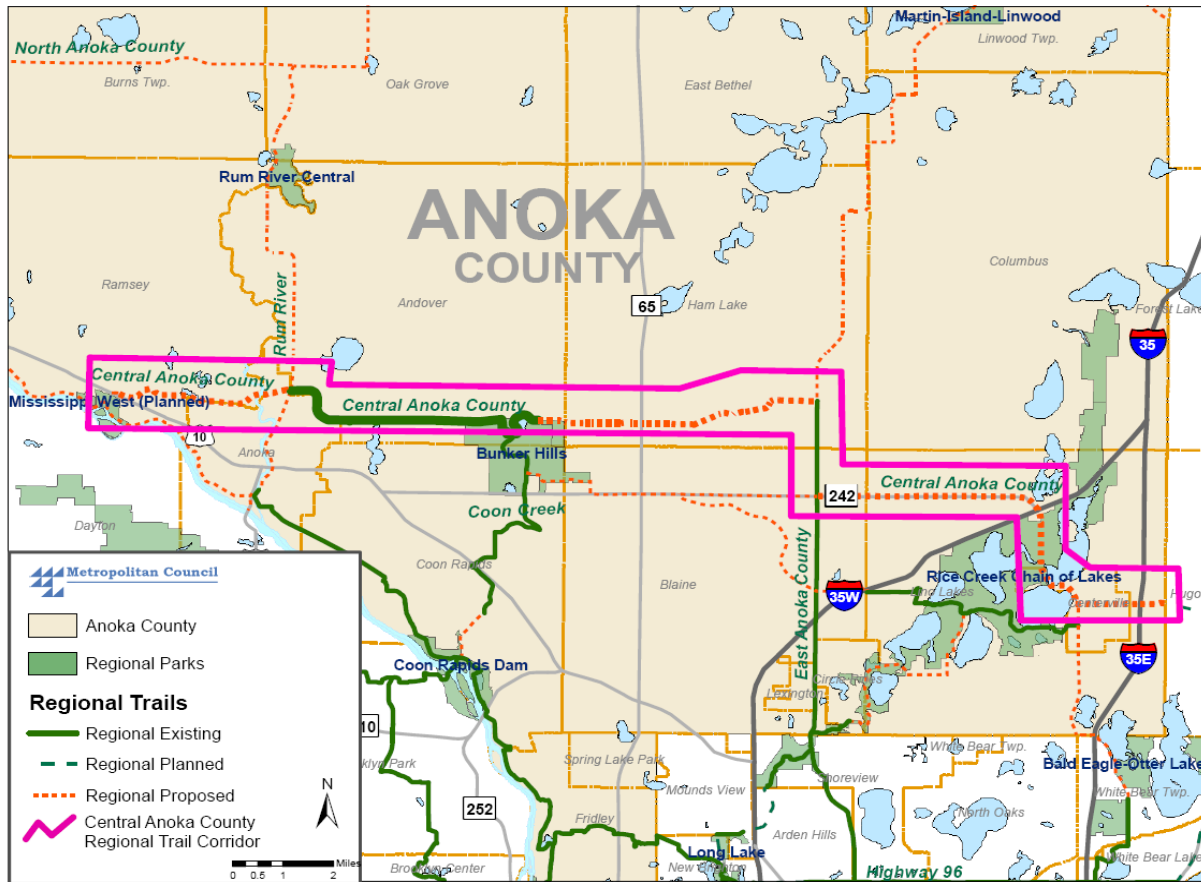 Martin-Island-Linwood
Linwood Twp.
North Anoka County
Burns Twp.
Oak Grove
East Bethel
Rum River Central
ANOKA
COUNTY
Columbus
Ramsey
Andover
65
Ham Lake
Forest Lake
Rum River
35
Central Anoka County
Mississippi West (Planned)
Central Anoka County
10
Anoka
Bunker Hills
Central Anoka County
242
Coon Creek
Dayton
Coon Rapids
Blaine
East Anoka County
35W
Rice Creek Chain of Lakes
Lino Lakes
Centerville
Hugo
35E
Coon Rapids Dam
Circle Pines
Lexington
10
Spring Lake Park
White Bear Twp.
Bald Eagle-Otter Lake
klyn Park
Mounds View
Shoreview
White Bear Twp.
252
North Oaks
Fridley
Arden Hills
Long Lake
New Brighton
White Bear Lake
Brooklyn Center
Highway 96
Metropolitan Council
Anoka County
Regional Parks
Regional Trails
Regional Existing
Regional Planned
Regional Proposed
Central Anoka County
Regional Trail Corridor
N
0 0.5 1 2 Miles